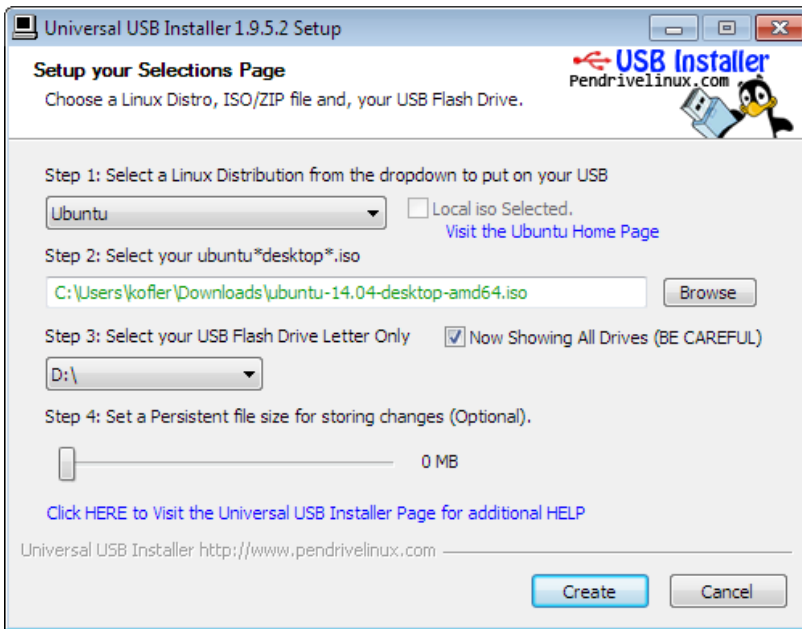 Universal USB Installer 1.9.5.2 Setup
Setup your Selections Page
Choose a Linux Distro, ISO/ZIP file and, your USB Flash Drive.
USB Installer
Pendrivelinux.com
Step 1: Select a Linux Distribution from the dropdown to put on your USB
Ubuntu
Local iso Selected.
Visit the Ubuntu Home Page
Step 2: Select your ubuntu*desktop*.iso
C:\Users\kofler\Downloads\ubuntu-14.04-desktop-amd64.iso
Browse
Step 3: Select your USB Flash Drive Letter Only
Now Showing All Drives (BE CAREFUL)
D:\
Step 4: Set a Persistent file size for storing changes (Optional).
0 MB
Click HERE to Visit the Universal USB Installer Page for additional HELP
Universal USB Installer http://www.pendrivelinux.com
Create
Cancel